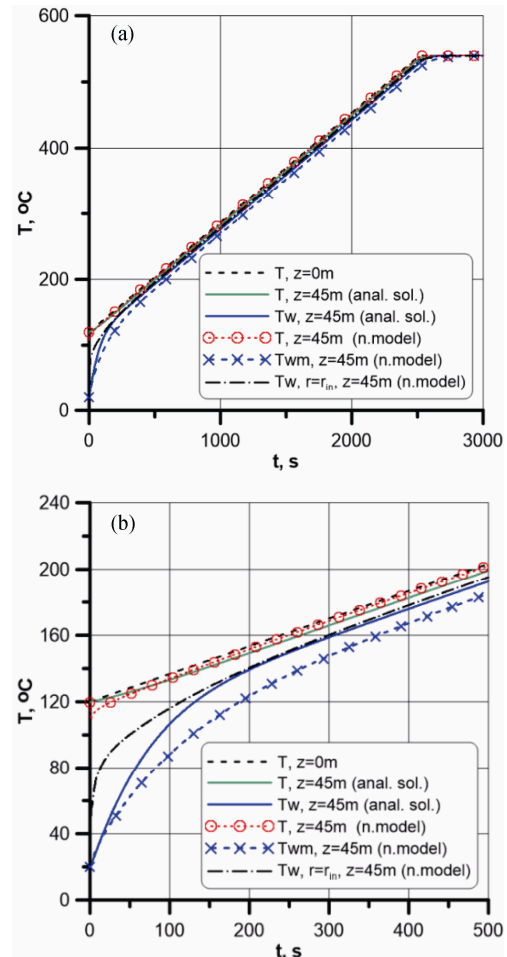 600
(a)
400
T, oC
200
0
T, z=0m
T, z=45m (anal. sol.)
Tw, z=45m (anal. sol.)
T, z=45m (n.model)
Twm, z=45m (n.model)
Tw, r=rin, z=45m (n.model)
0 1000 2000 3000
t, s
(b)
200
160
T, oC
120
80
40
0
T, z=0m
T, z=45m (anal. sol.)
Tw, z=45m (anal. sol.)
T, z=45m (n.model)
Twm, z=45m (n.model)
Tw, r=rin, z=45m (n.model)
0 100 200 300 400 500
t, s